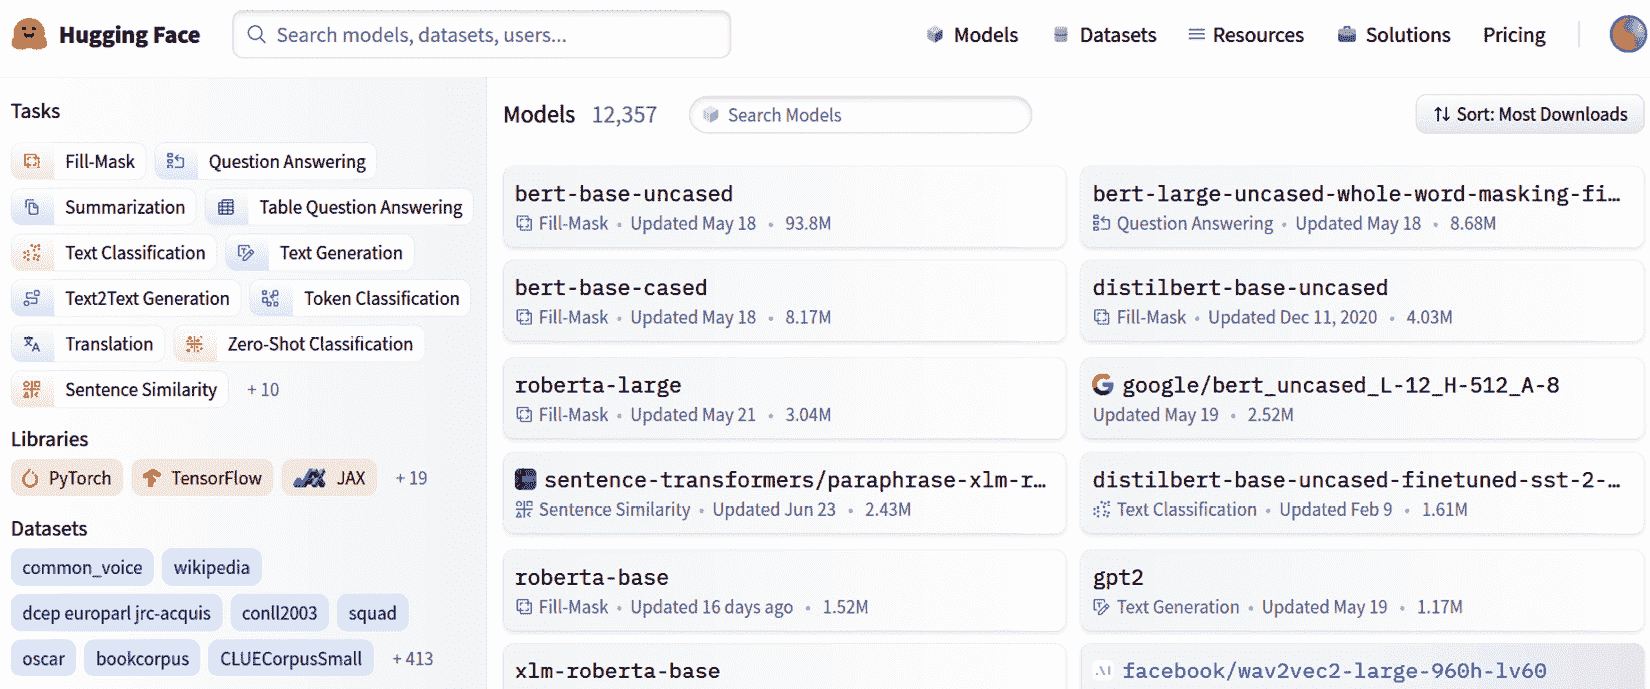 Hugging Face
Search models, datasets, users...
Models
Datasets
Resources
Solutions
Pricing
Tasks
Fill-Mask
Question Answering
Summarization
Table Question Answering
Text Classification
Text Generation
Text2Text Generation
Token Classification
Translation
Zero-Shot Classification
Sentence Similarity
+ 10
Libraries
PyTorch
TensorFlow
JAX
+ 19
Datasets
common_voice
wikipedia
dcep europarl jrc-acquis
conll2003
squad
oscar
bookcorpus
CLUECorpusSmall
+ 413
Models 12,357
Search Models
Sort: Most Downloads
bert-base-uncased
Fill-Mask • Updated May 18 • 93.8M
bert-large-uncased-whole-word-masking-fi...
Question Answering • Updated May 18 • 8.68M
bert-base-cased
Fill-Mask • Updated May 18 • 8.17M
distilbert-base-uncased
Fill-Mask • Updated Dec 11, 2020 • 4.03M
roberta-large
Fill-Mask • Updated May 21 • 3.04M
google/bert_uncased_L-12_H-512_A-8
Updated May 19 • 2.52M
sentence-transformers/paraphrase-xlm-r...
Sentence Similarity • Updated Jun 23 • 2.43M
distilbert-base-uncased-finetuned-sst-2-...
Text Classification • Updated Feb 9 • 1.61M
roberta-base
Fill-Mask • Updated 16 days ago • 1.52M
gpt2
Text Generation • Updated May 19 • 1.17M
xlm-roberta-base
facebook/wav2vec2-large-960h-lv60